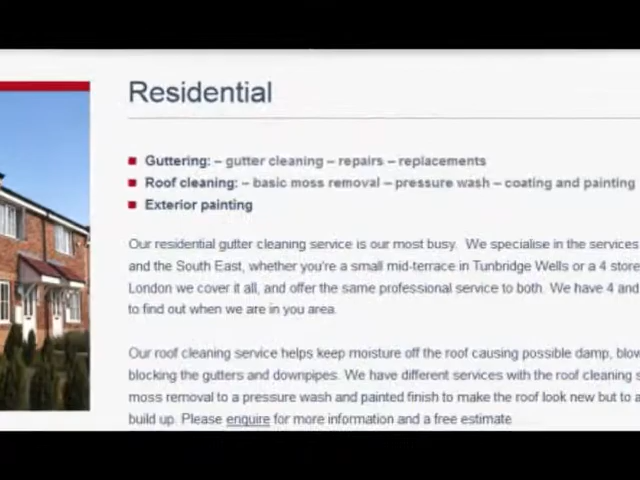 Residential
Guttering: – gutter cleaning – repairs – replacements
Roof cleaning: – basic moss removal – pressure wash – coating and painting
Exterior painting
Our residential gutter cleaning service is our most busy. We specialise in the services
and the South East, whether you're a small mid-terrace in Tunbridge Wells or a 4 store
London we cover it all, and offer the same professional service to both. We have 4 and
to find out when we are in you area.
Our roof cleaning service helps keep moisture off the roof causing possible damp, blow
blocking the gutters and downpipes. We have different services with the roof cleaning s
moss removal to a pressure wash and painted finish to make the roof look new but to a
build up. Please enquire for more information and a free estimate